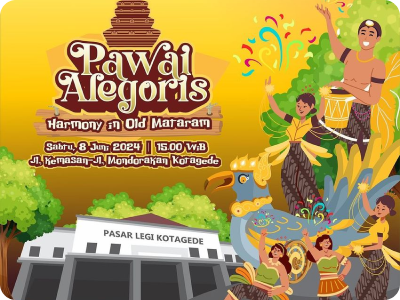 Pawai
Alegoris
Harmony in Old Mataram
Sabtu, 8 Juni 2024 | 15.00 WIB
Jl. Kemasan-Jl. Mondorakan Kotagede
PASAR LEGI KOTAGEDE